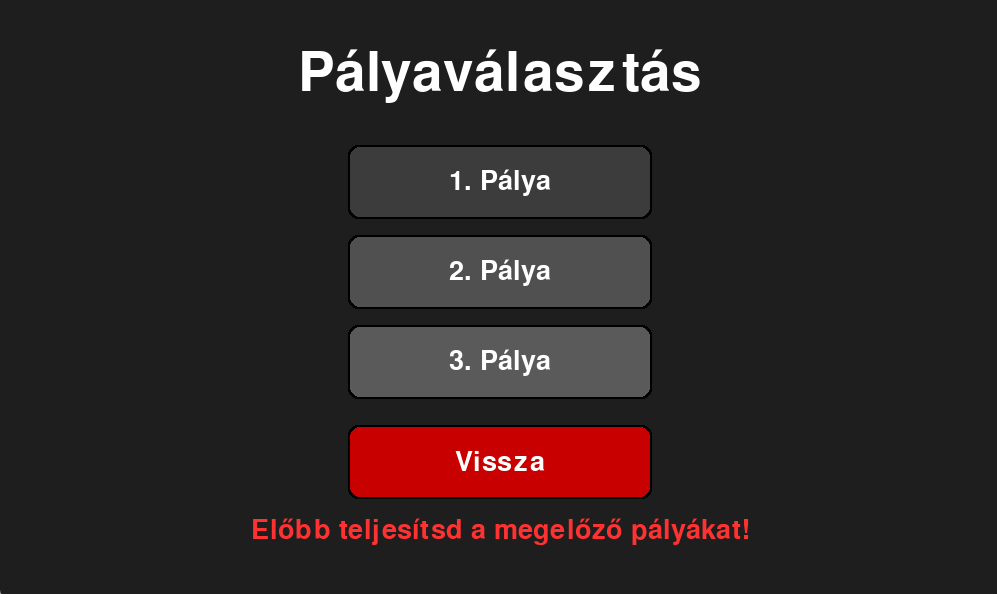 Pályaválasztás
1. Pálya
2. Pálya
3. Pálya
Vissza
Előbb teljesítsd a megelőző pályákat!